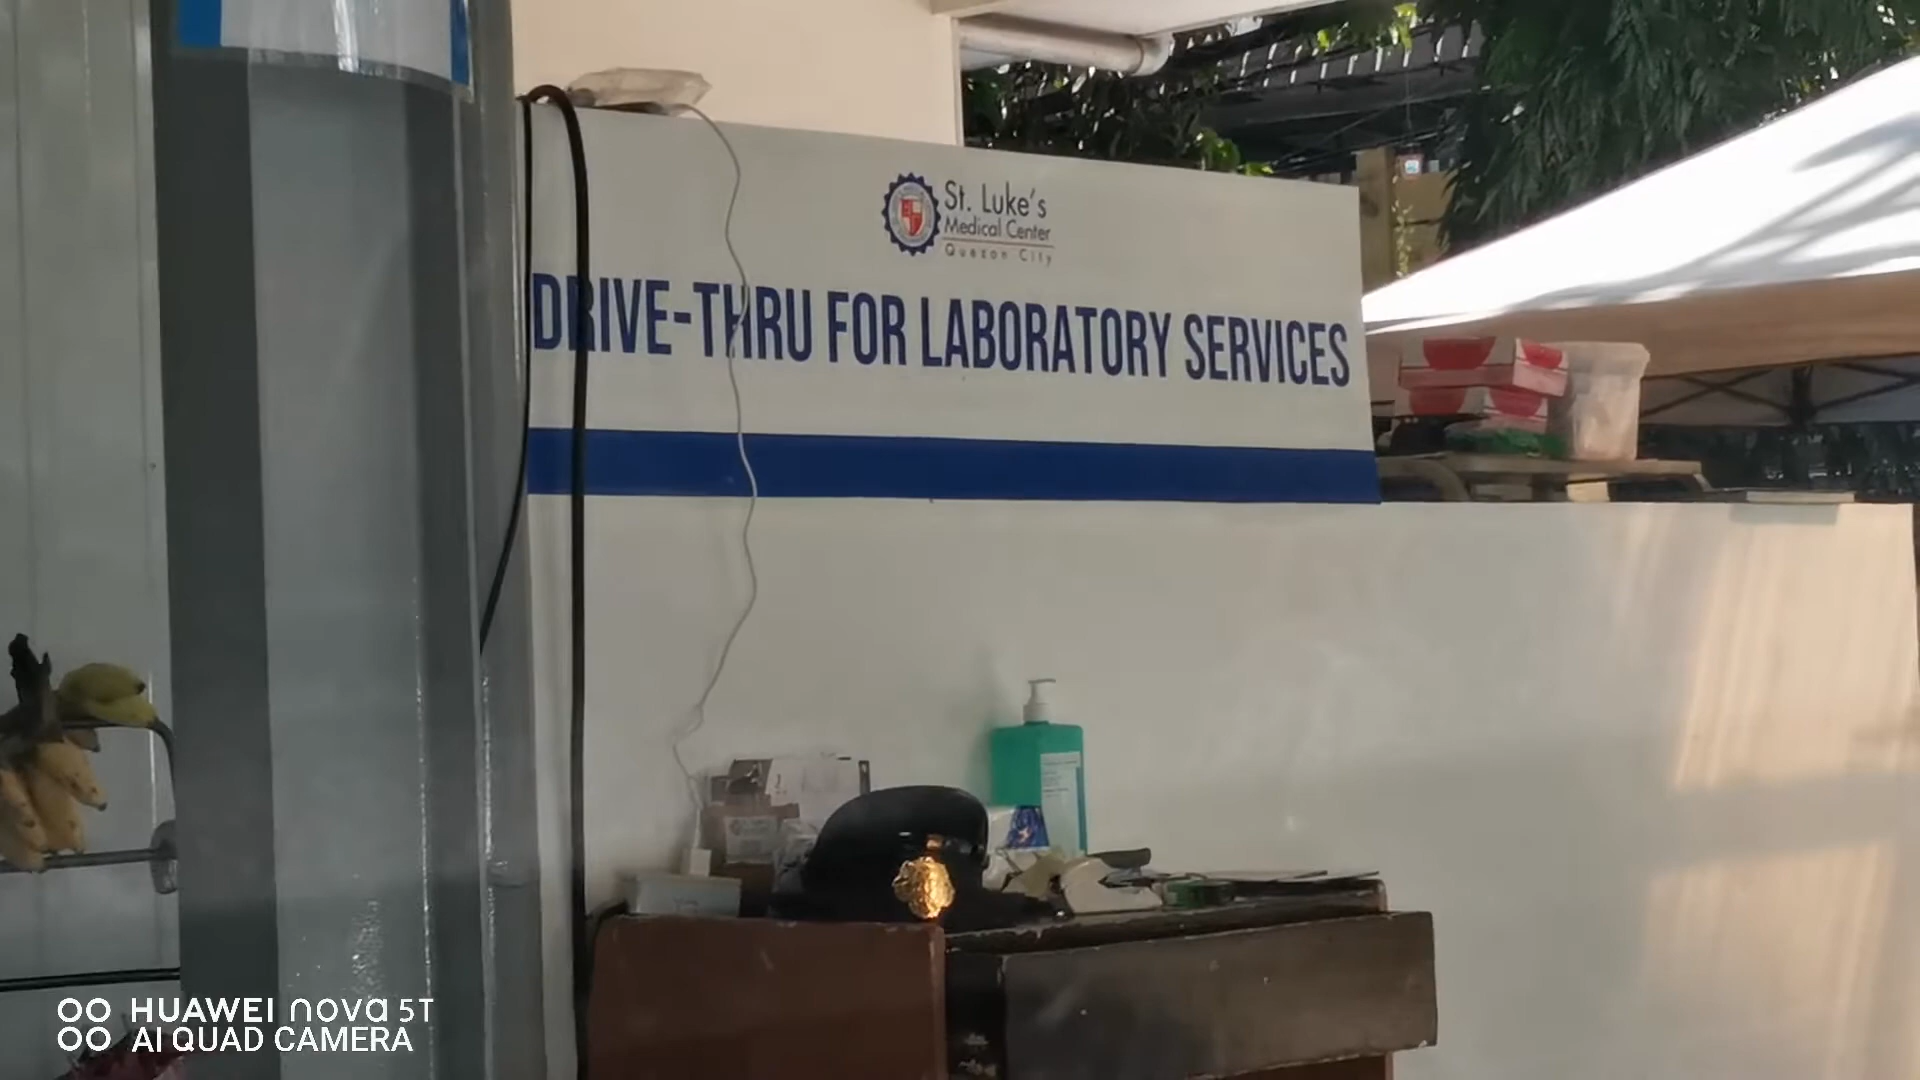 St. Luke's
Medical Center
Quezon City
DRIVE-THRU FOR LABORATORY SERVICES
HUAWEI nova 5T
AI QUAD CAMERA